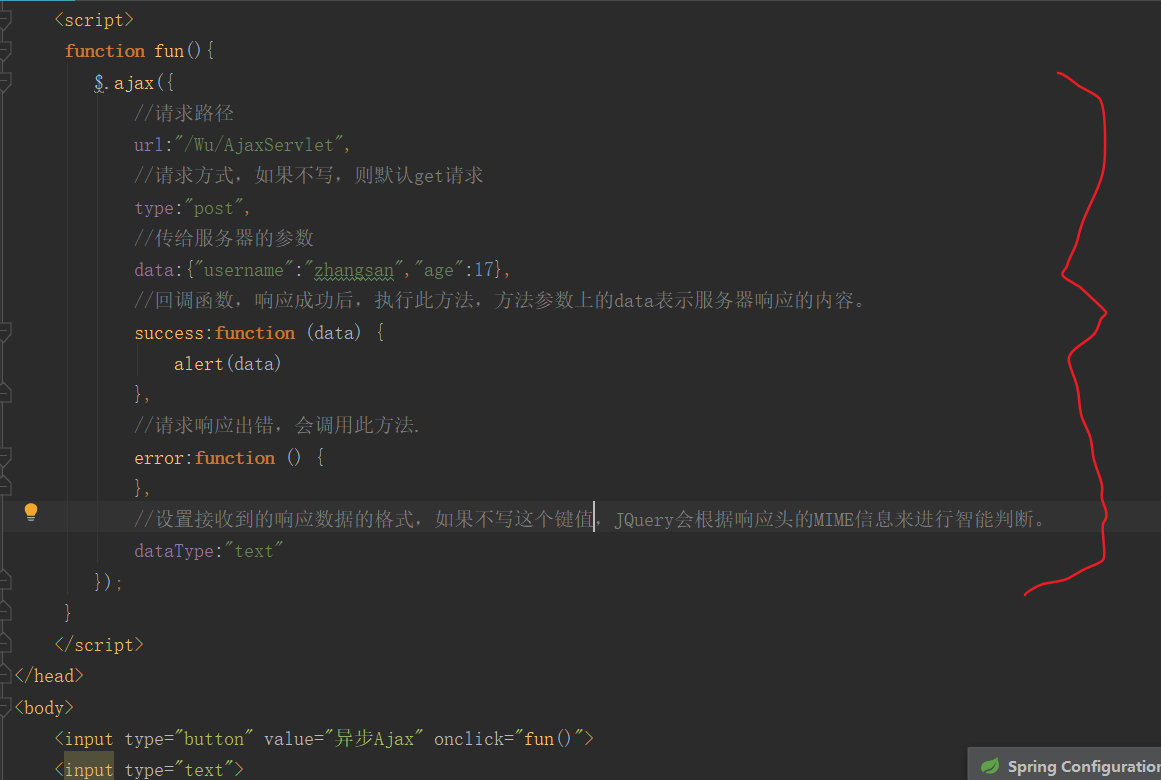 <script>
function fun(){
$.ajax({
//请求路径
url:"/Wu/AjaxServlet",
//请求方式，如果不写，则默认get请求
type:"post",
//传给服务器的参数
data:{"username":"zhangsan","age":17},
//回调函数，响应成功后，执行此方法，方法参数上的data表示服务器响应的内容。
success:function (data) {
alert(data)
},
//请求响应出错，会调用此方法.
error:function () {
},
//设置接收到的响应数据的格式，如果不写这个键值，JQuery会根据响应头的MIME信息来进行智能判断。
dataType:"text"
});
}
</script>
</head>
<body>
<input type="button" value="异步Ajax" onclick="fun()">
<input type="text">
Spring Configuration